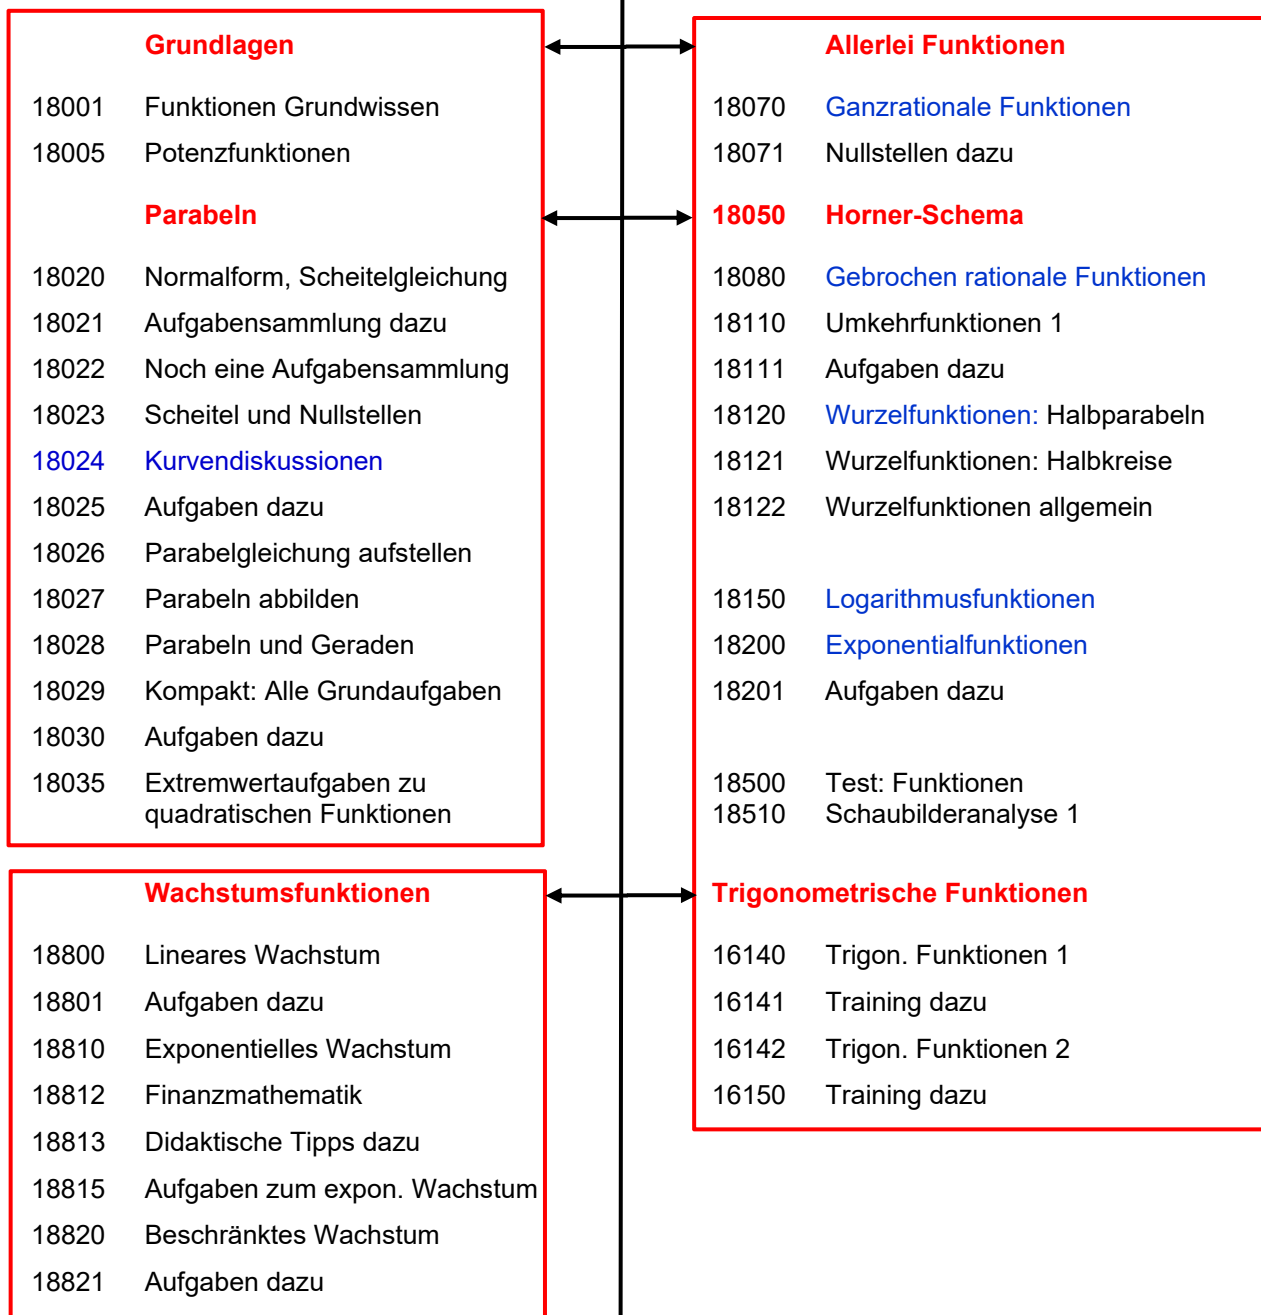 Grundlagen
18001 Funktionen Grundwissen
18005 Potenzfunktionen
Parabeln
18020 Normalform, Scheitelgleichung
18021 Aufgabensammlung dazu
18022 Noch eine Aufgabensammlung
18023 Scheitel und Nullstellen
18024 Kurvendiskussionen
18025 Aufgaben dazu
18026 Parabelgleichung aufstellen
18027 Parabeln abbilden
18028 Parabeln und Geraden
18029 Kompakt: Alle Grundaufgaben
18030 Aufgaben dazu
18035 Extremwertaufgaben zu
quadratischen Funktionen
Wachstumsfunktionen
18800 Lineares Wachstum
18801 Aufgaben dazu
18810 Exponentielles Wachstum
18812 Finanzmathematik
18813 Didaktische Tipps dazu
18815 Aufgaben zum expon. Wachstum
18820 Beschränktes Wachstum
18821 Aufgaben dazu
Allerlei Funktionen
18070 Ganzrationale Funktionen
18071 Nullstellen dazu
18050 Horner-Schema
18080 Gebrochen rationale Funktionen
18110 Umkehrfunktionen 1
18111 Aufgaben dazu
18120 Wurzelfunktionen: Halbparabeln
18121 Wurzelfunktionen: Halbkreise
18122 Wurzelfunktionen allgemein
18150 Logarithmusfunktionen
18200 Exponentialfunktionen
18201 Aufgaben dazu
18500 Test: Funktionen
18510 Schaubilderanalyse 1
Trigonometrische Funktionen
16140 Trigon. Funktionen 1
16141 Training dazu
16142 Trigon. Funktionen 2
16150 Training dazu